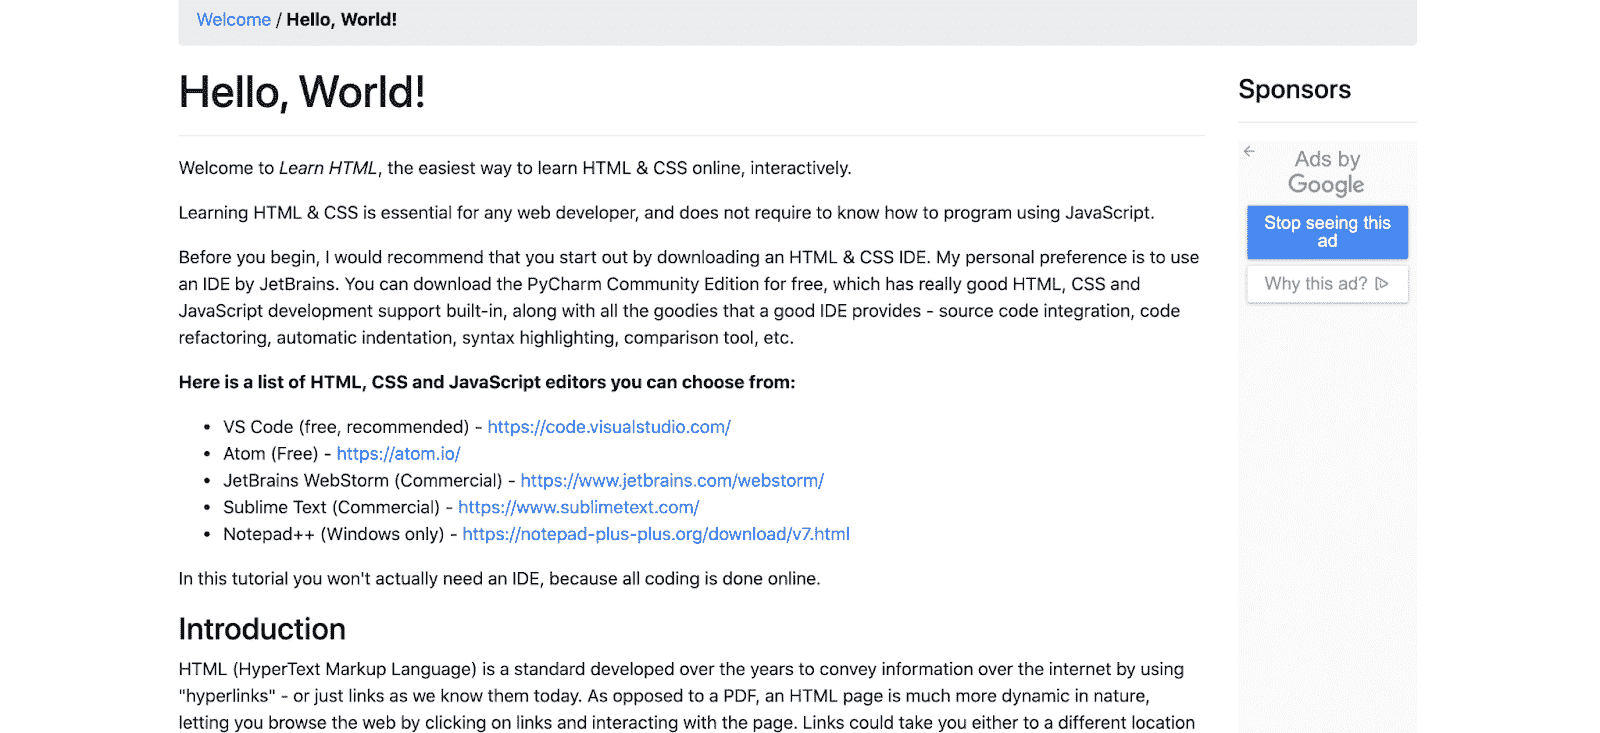 Welcome / Hello, World!
Hello, World!
Welcome to Learn HTML, the easiest way to learn HTML & CSS online, interactively.
Learning HTML & CSS is essential for any web developer, and does not require to know how to program using JavaScript.
Before you begin, I would recommend that you start out by downloading an HTML & CSS IDE. My personal preference is to use
an IDE by JetBrains. You can download the PyCharm Community Edition for free, which has really good HTML, CSS and
JavaScript development support built-in, along with all the goodies that a good IDE provides - source code integration, code
refactoring, automatic indentation, syntax highlighting, comparison tool, etc.
Here is a list of HTML, CSS and JavaScript editors you can choose from:
• VS Code (free, recommended) - https://code.visualstudio.com/
• Atom (Free) - https://atom.io/
• JetBrains WebStorm (Commercial) - https://www.jetbrains.com/webstorm/
• Sublime Text (Commercial) - https://www.sublimetext.com/
• Notepad++ (Windows only) - https://notepad-plus-plus.org/download/v7.html
In this tutorial you won't actually need an IDE, because all coding is done online.
Introduction
HTML (HyperText Markup Language) is a standard developed over the years to convey information over the internet by using
"hyperlinks" - or just links as we know them today. As opposed to a PDF, an HTML page is much more dynamic in nature,
letting you browse the web by clicking on links and interacting with the page. Links could take you either to a different location
Sponsors
Ads by
Google
Stop seeing this
ad
Why this ad?